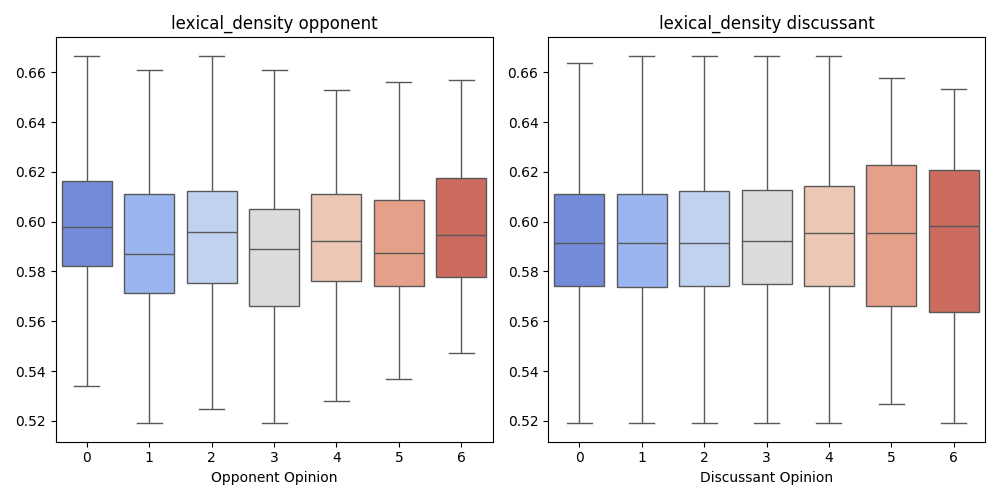 lexical_density opponent
0.66
0.64
0.62
0.60
0.58
0.56
0.54
0.52
0 1 2 3 4 5 6
Opponent Opinion
lexical_density discussant
0.66
0.64
0.62
0.60
0.58
0.56
0.54
0.52
0 1 2 3 4 5 6
Discussant Opinion